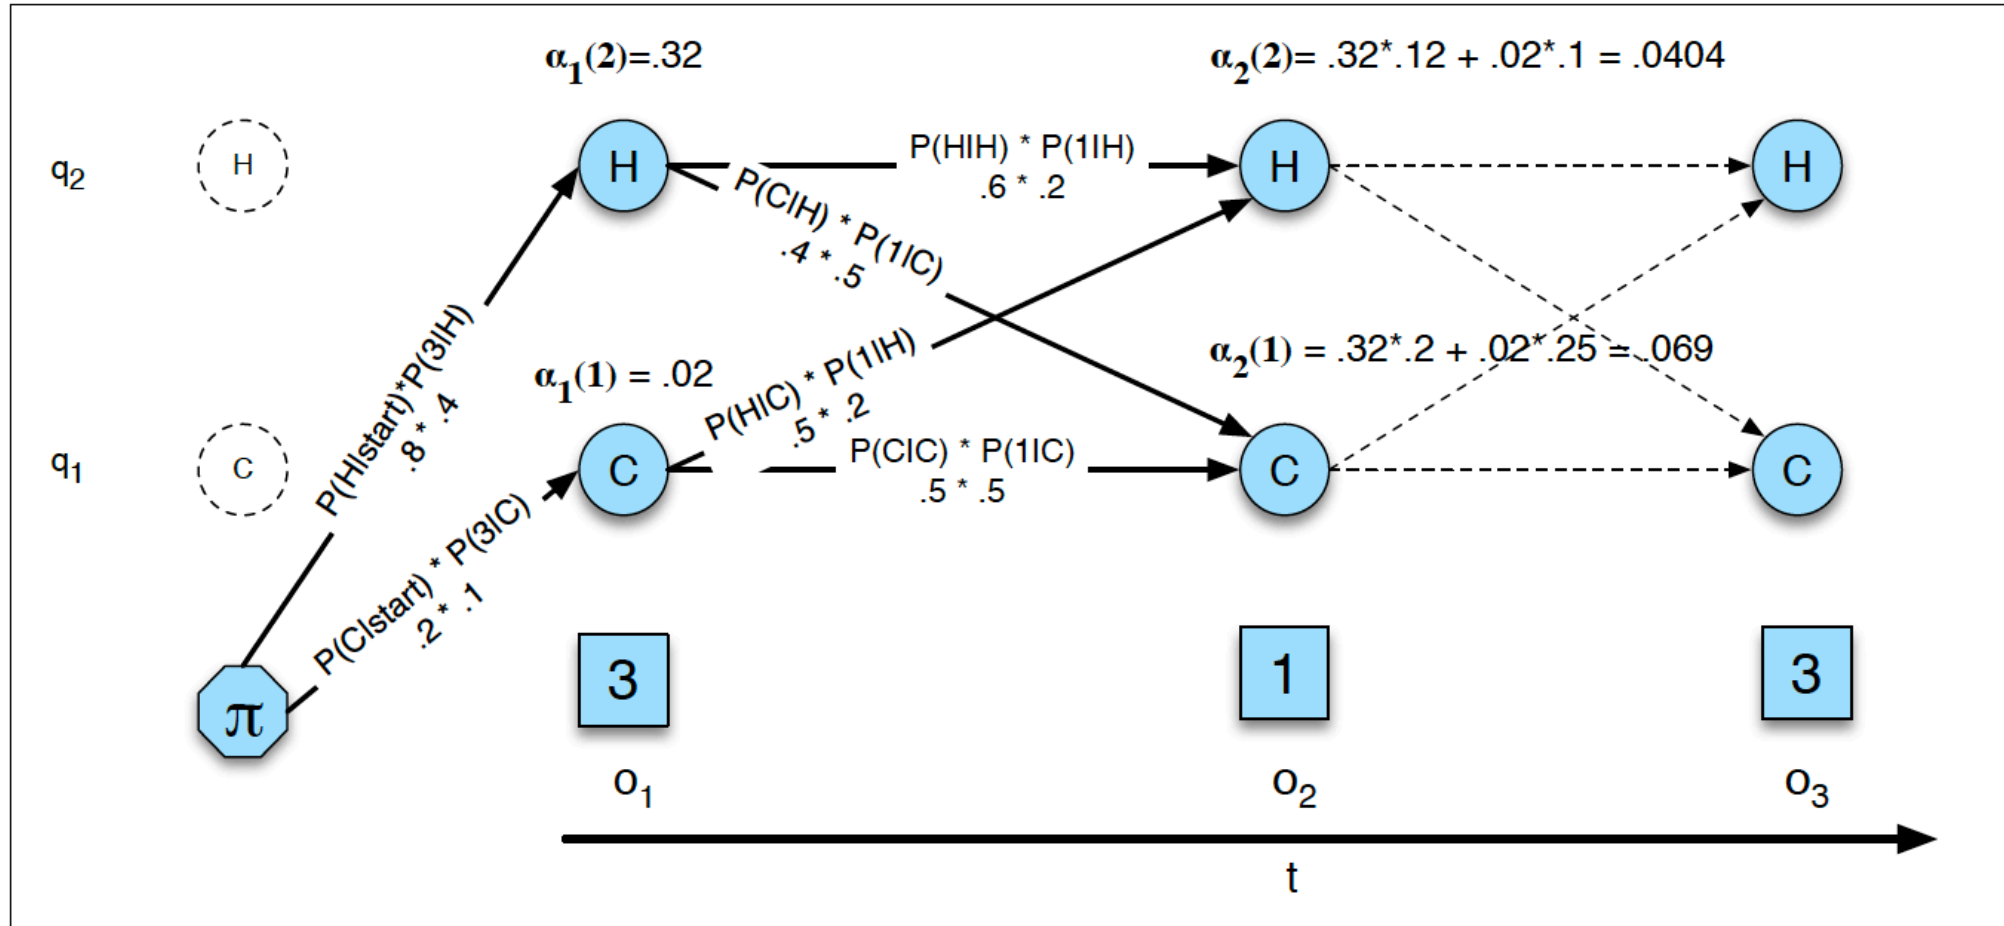 α1(2)=.32
α2(2)= .32*.12 + .02*.1 = .0404
q2
H
H
P(H|H) * P(1|H)
.6 * .2
H
H
P(C|H) * P(1|C)
.4 * .5
P(H|start)*P(3|H)
.8* .4
α1(1) = .02
P(H|C) * P(1|H)
.5 * .2
α2(1) = .32*.2 + .02*.25 = .069
q1
C
C
P(C|C) * P(1|C)
.5 * .5
C
C
P(C|start) * P(3|C)
.2* .1
π
3
1
3
o1
o2
o3
t